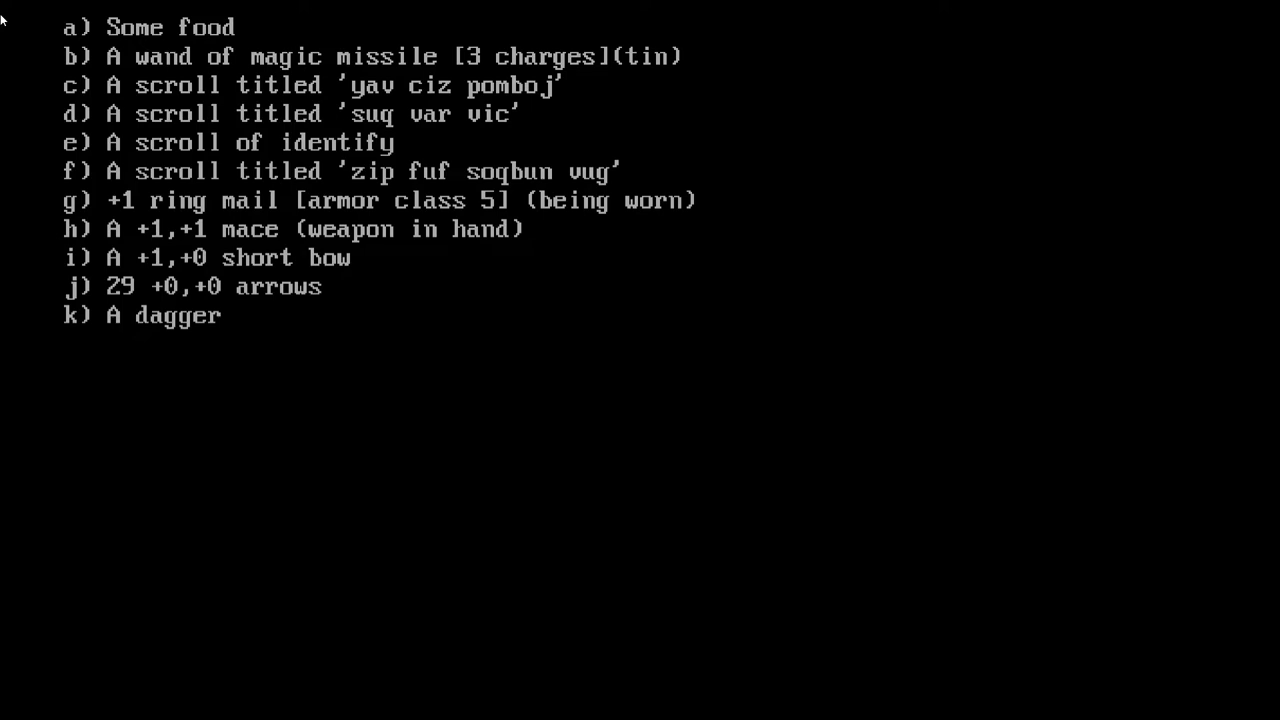 a) Some food
b) A wand of magic missile [3 charges](tin)
c) A scroll titled 'yav ciz pomboj'
d) A scroll titled 'suq var vic'
e) A scroll of identify
f) A scroll titled 'zip fuf soqbun vug'
g) +1 ring mail [armor class 5] (being worn)
h) A +1,+1 mace (weapon in hand)
i) A +1,+0 short bow
j) 29 +0,+0 arrows
k) A dagger